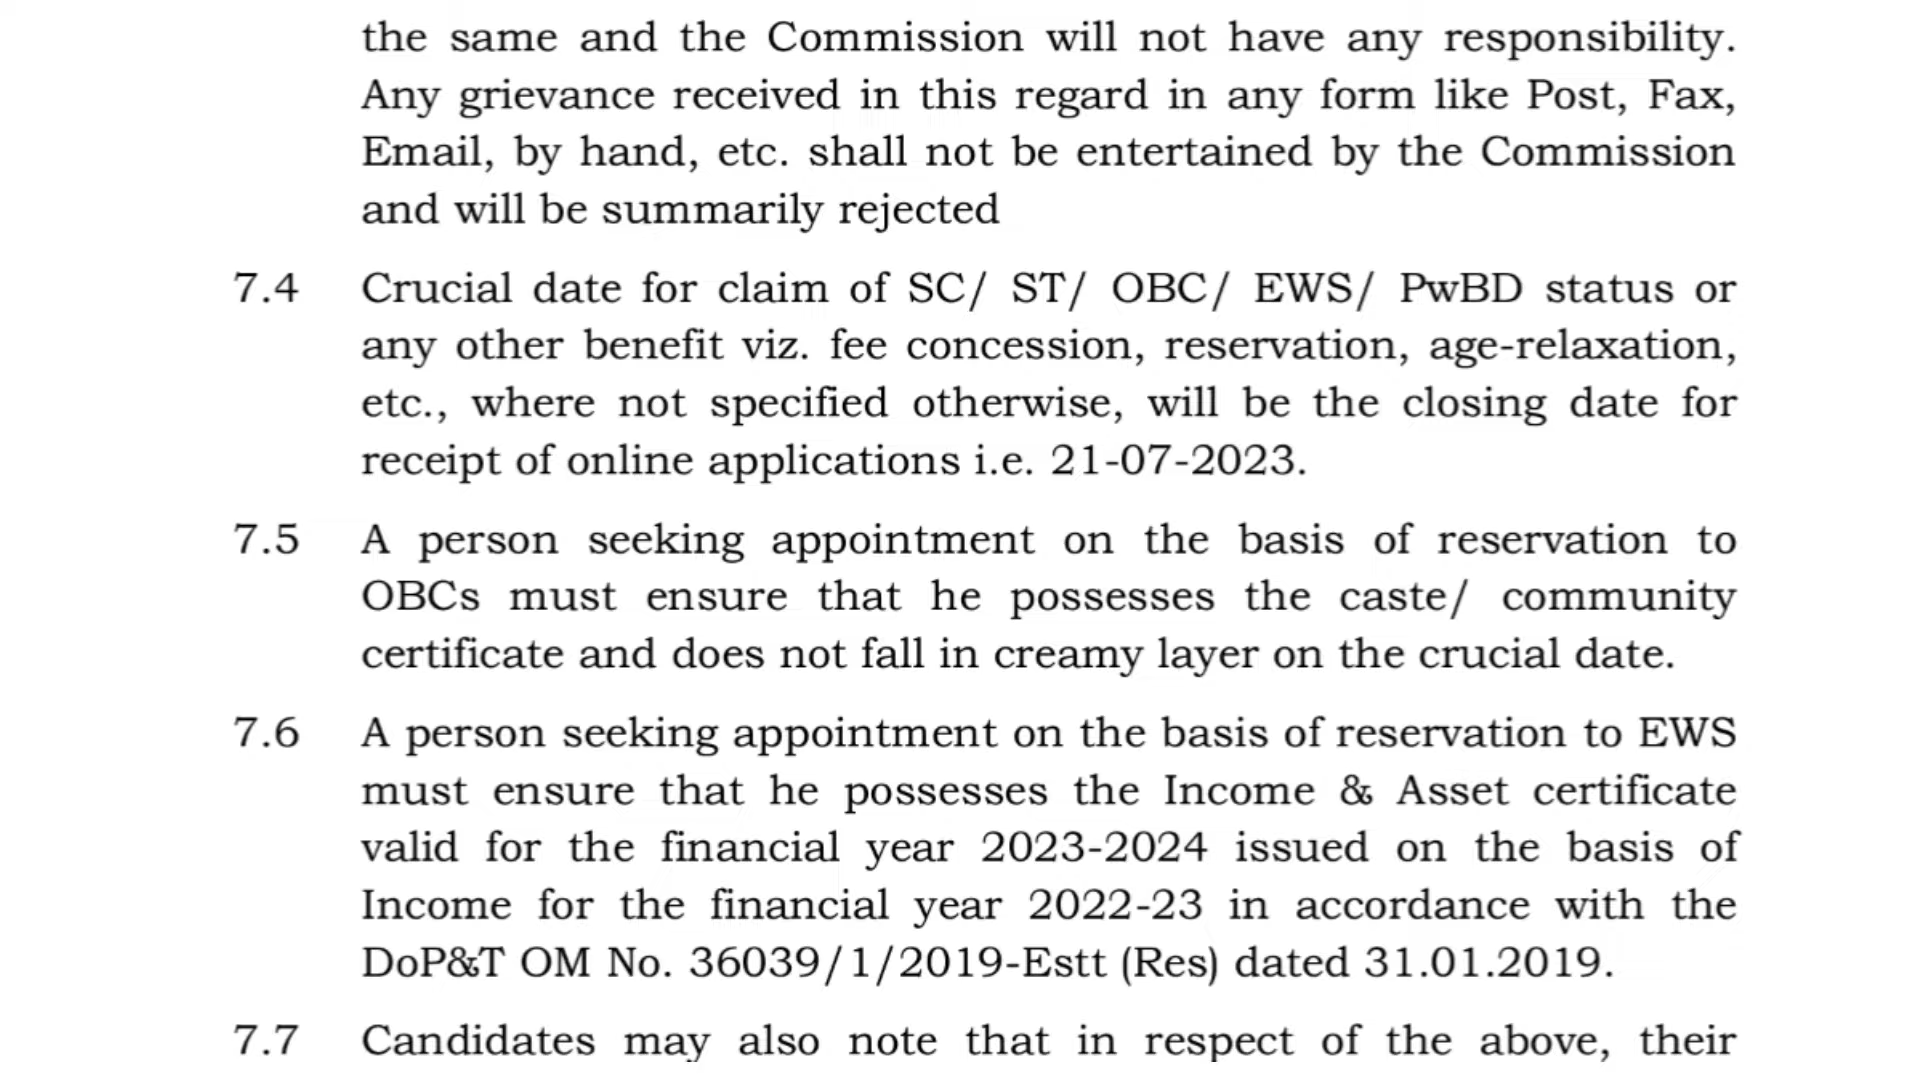 the same and the Commission will not have any responsibility.
Any grievance received in this regard in any form like Post, Fax,
Email, by hand, etc. shall not be entertained by the Commission
and will be summarily rejected
7.4 Crucial date for claim of SC/ ST/ OBC/ EWS/ PwBD status or
any other benefit viz. fee concession, reservation, age-relaxation,
etc., where not specified otherwise, will be the closing date for
receipt of online applications i.e. 21-07-2023.
7.5 A person seeking appointment on the basis of reservation to
OBCs must ensure that he possesses the caste/ community
certificate and does not fall in creamy layer on the crucial date.
7.6 A person seeking appointment on the basis of reservation to EWS
must ensure that he possesses the Income & Asset certificate
valid for the financial year 2023-2024 issued on the basis of
Income for the financial year 2022-23 in accordance with the
DoP&T OM No. 36039/1/2019-Estt (Res) dated 31.01.2019.
7.7 Candidates may also note that in respect of the above, their